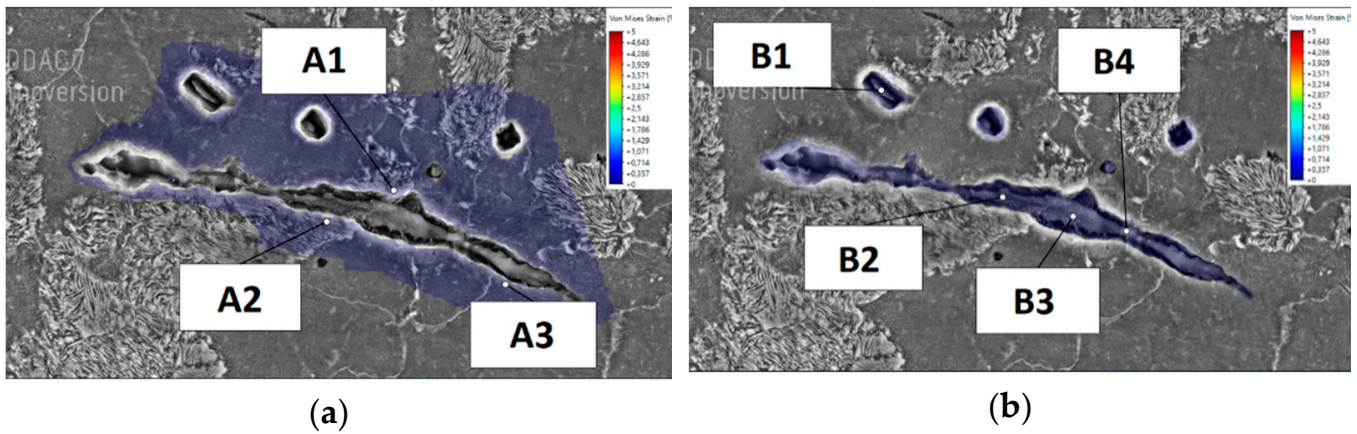 Von Mises Strain [%
+5
+4,643
+4,286
+3,929
+3,571
+3,214
+2,857
+2,5
+2,143
+1,786
+1,429
+1,071
+0,714
+0,357
+0
A1
A2
A3
(a)
Von Mises Strain [%
+5
+4,643
+4,286
+3,929
+3,571
+3,214
+2,857
+2,5
+2,143
+1,786
+1,429
+1,071
+0,714
+0,357
+0
B1
B4
B2
B3
(b)